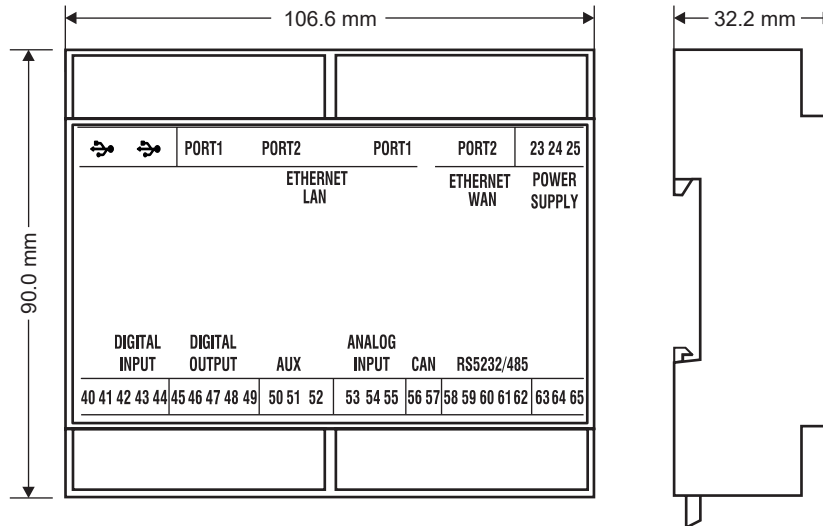 106.6 mm
32.2 mm
90.0 mm
PORT1 PORT2 PORT1 PORT2 23 24 25
ETHERNET
LAN
ETHERNET
WAN
POWER
SUPPLY
DIGITAL
INPUT
DIGITAL
OUTPUT
AUX
ANALOG
INPUT
CAN
RS5232/485
40 41 42 43 44 45 46 47 48 49 50 51 52 53 54 55 56 57 58 59 60 61 62 63 64 65